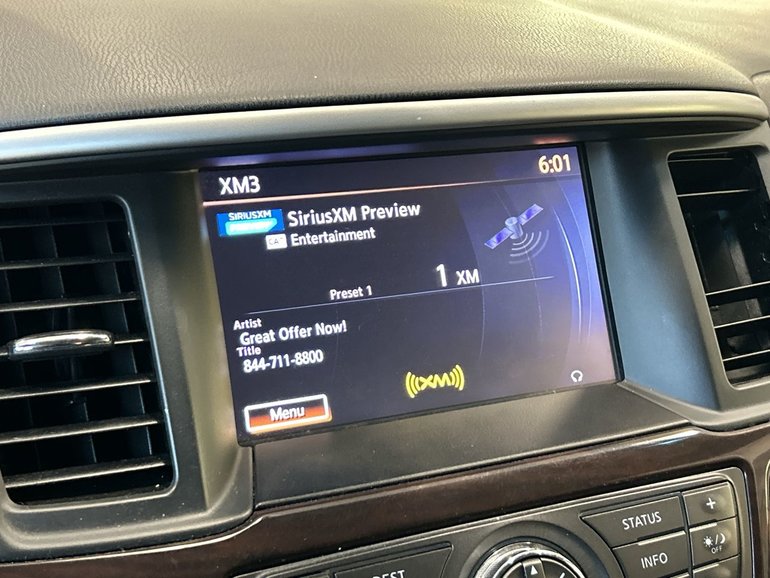 XM3
6:01
SIRIUSXM
SiriusXM Preview
CAT Entertainment
1 XM
Preset 1
Artist
Great Offer Now!
Title
844-711-8800
((XM))
Menu
STATUS
INFO
OFF